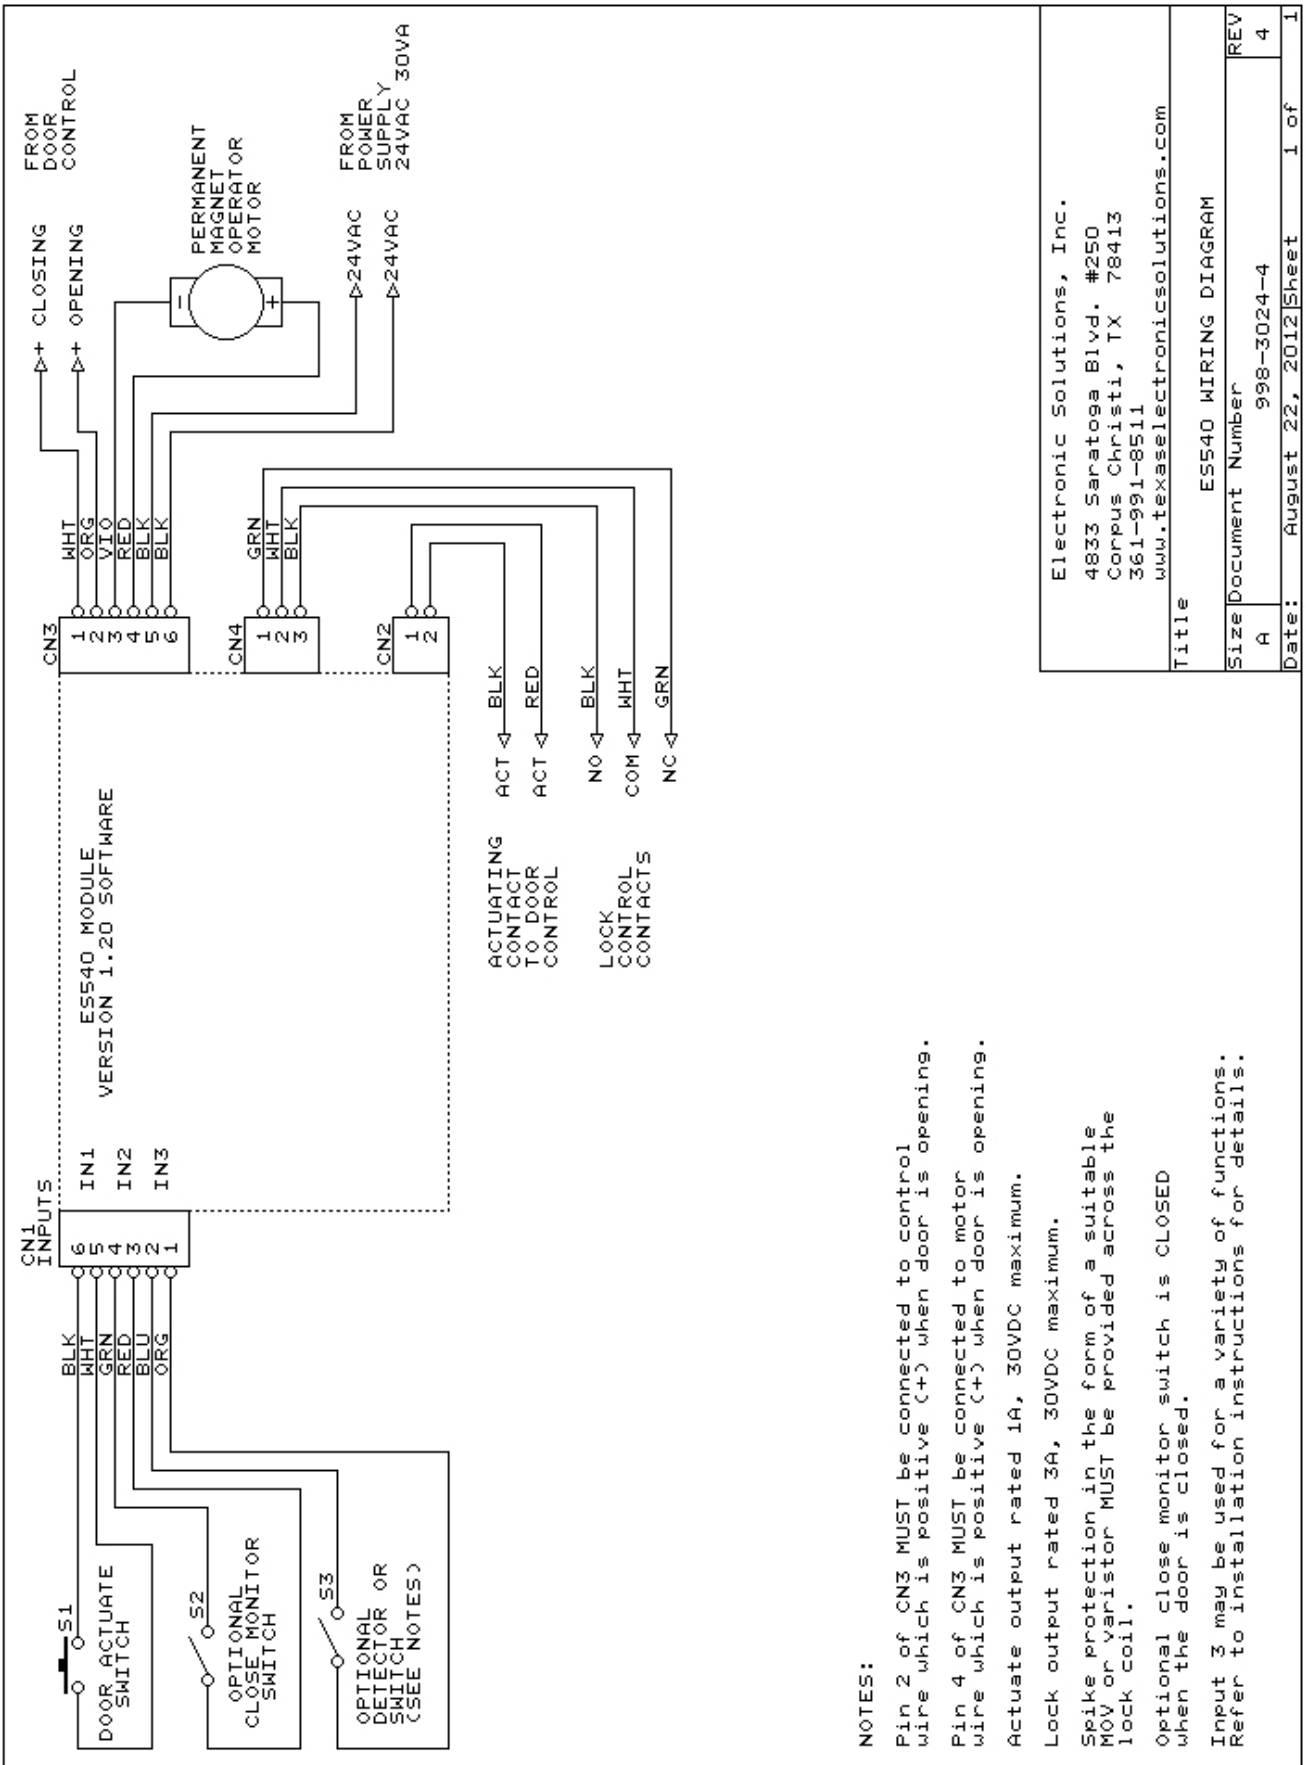 CN1
INPUTS
BLK
WHT
GRN
RED
BLU
ORG
6
5
4
3
2
1
IN1
IN2
IN3
ES540 MODULE
VERSION 1.20 SOFTWARE
S1
DOOR ACTUATE
SWITCH
S2
OPTIONAL
CLOSE MONITOR
SWITCH
S3
OPTIONAL
DETECTOR OR
SWITCH
(SEE NOTES)
CN3
1
2
3
4
5
6
WHT
ORG
VIO
RED
BLK
BLK
+ CLOSING
+ OPENING
FROM
DOOR
CONTROL
-
+
PERMANENT
MAGNET
OPERATOR
MOTOR
24VAC
24VAC
FROM
POWER
SUPPLY
24VAC 30VA
CN4
1
2
3
GRN
WHT
BLK
CN2
1
2
ACTUATING
CONTACT
TO DOOR
CONTROL
ACT
BLK
ACT
RED
LOCK
CONTROL
CONTACTS
NO
BLK
COM
WHT
NC
GRN
NOTES:
Pin 2 of CN3 MUST be connected to control
wire which is positive (+) when door is opening.
Pin 4 of CN3 MUST be connected to motor
wire which is positive (+) when door is opening.
Actuate output rated 1A, 30VDC maximum.
Lock output rated 3A, 30VDC maximum.
Spike protection in the form of a suitable
MOV or varistor MUST be provided across the
lock coil.
Optional close monitor switch is CLOSED
when the door is closed.
Input 3 may be used for a variety of functions.
Refer to installation instructions for details.
Electronic Solutions, Inc.
4833 Saratoga Blvd. #250
Corpus Christi, TX 78413
361-991-8511
www.texaselectronicsolutions.com
Title
ES540 WIRING DIAGRAM
Size Document Number REV
A 998-3024-4 4
Date: August 22, 2012 Sheet 1 of 1